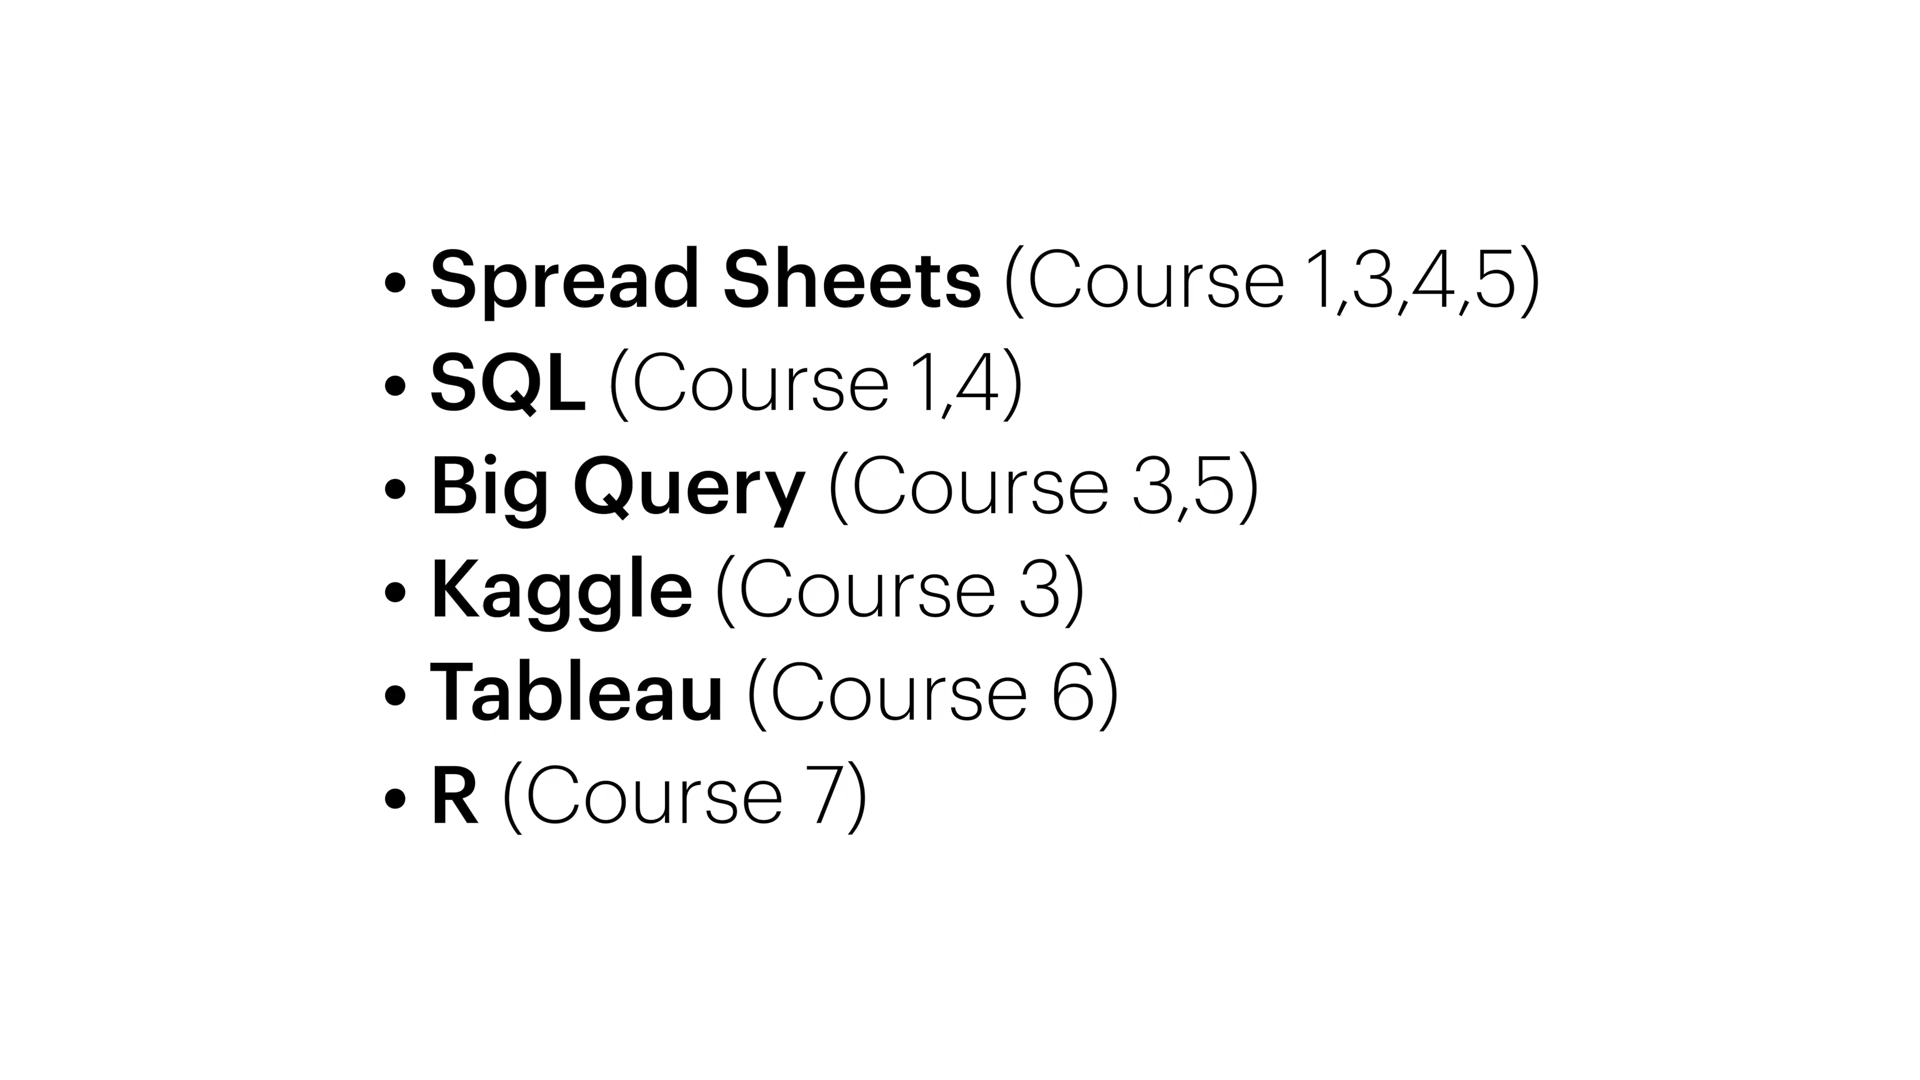 • Spread Sheets (Course 1,3,4,5)
• SQL (Course 1,4)
• Big Query (Course 3,5)
• Kaggle (Course 3)
• Tableau (Course 6)
• R (Course 7)